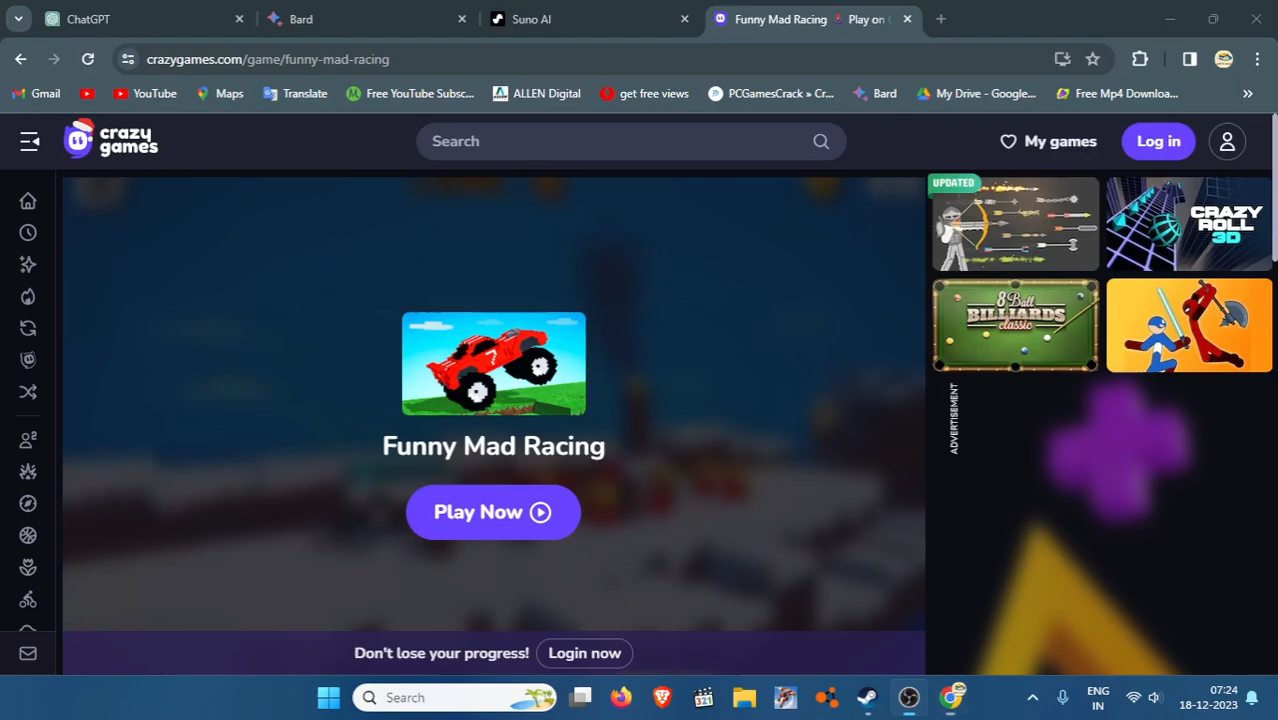 ChatGPT
Bard
Suno AI
Funny Mad Racing Play on
crazygames.com/game/funny-mad-racing
Gmail
YouTube
Maps
Translate
Free YouTube Subsc...
ALLEN Digital
get free views
PCGamesCrack » Cr...
Bard
My Drive - Google...
Free Mp4 Downloa...
crazy
games
Search
My games
Log in
UPDATED
CRAZY
ROLL
3D
8 Ball
BILLIARDS
classic
Funny Mad Racing
Play Now
ADVERTISEMENT
Don't lose your progress!
Login now
Search
321
ENG
IN
07:24
18-12-2023